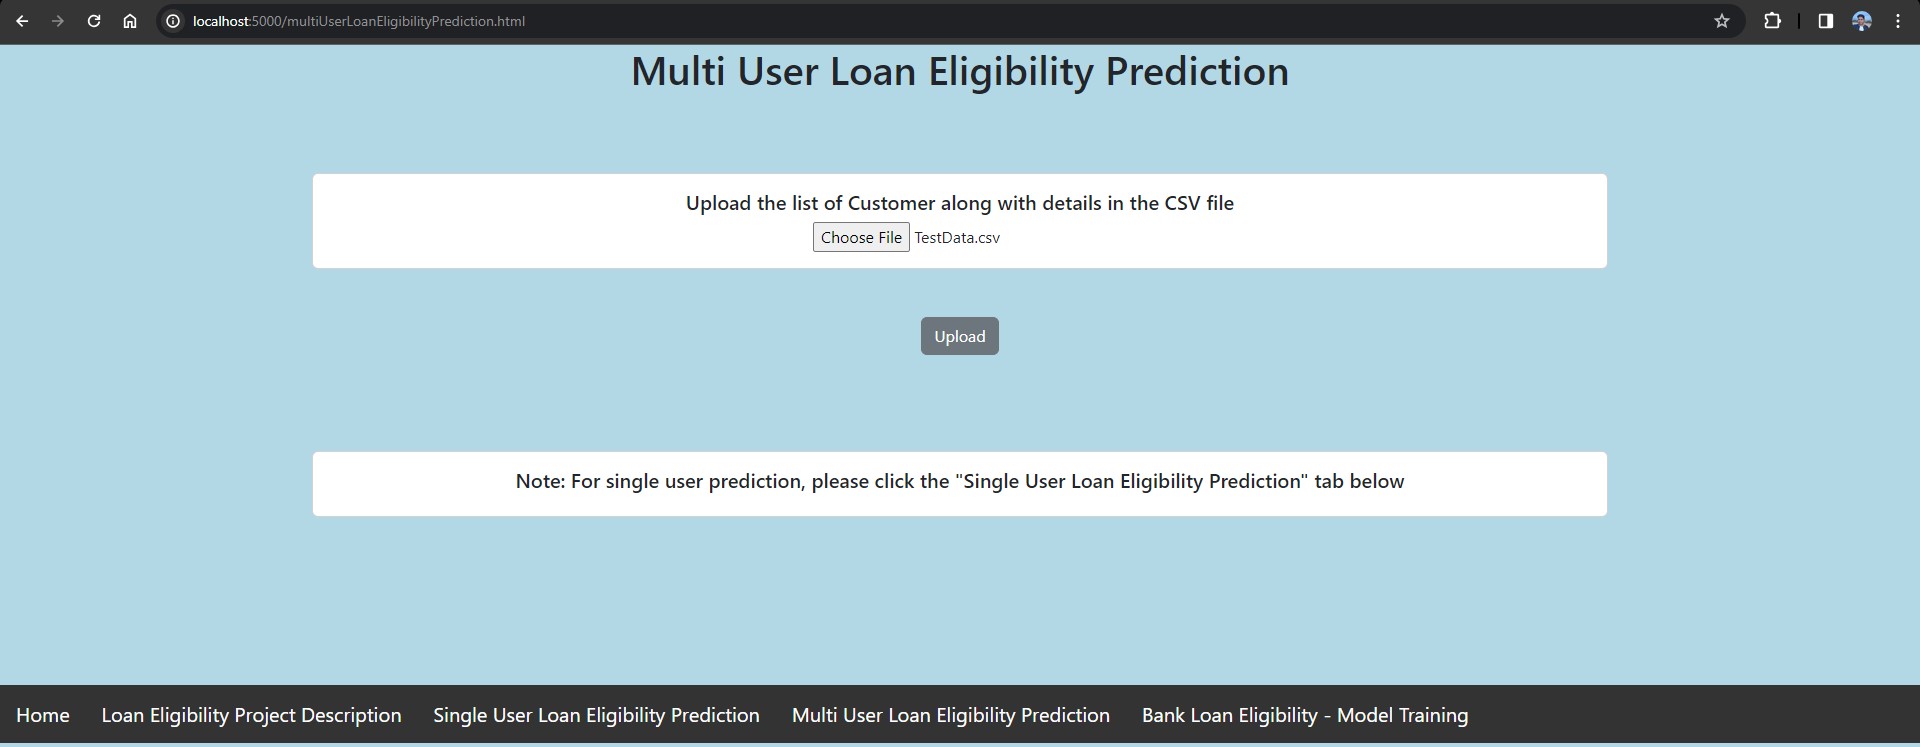 localhost:5000/multiUserLoanEligibilityPrediction.html
Multi User Loan Eligibility Prediction
Upload the list of Customer along with details in the CSV file
Choose File TestData.csv
Upload
Note: For single user prediction, please click the "Single User Loan Eligibility Prediction" tab below
Home Loan Eligibility Project Description Single User Loan Eligibility Prediction Multi User Loan Eligibility Prediction Bank Loan Eligibility - Model Training